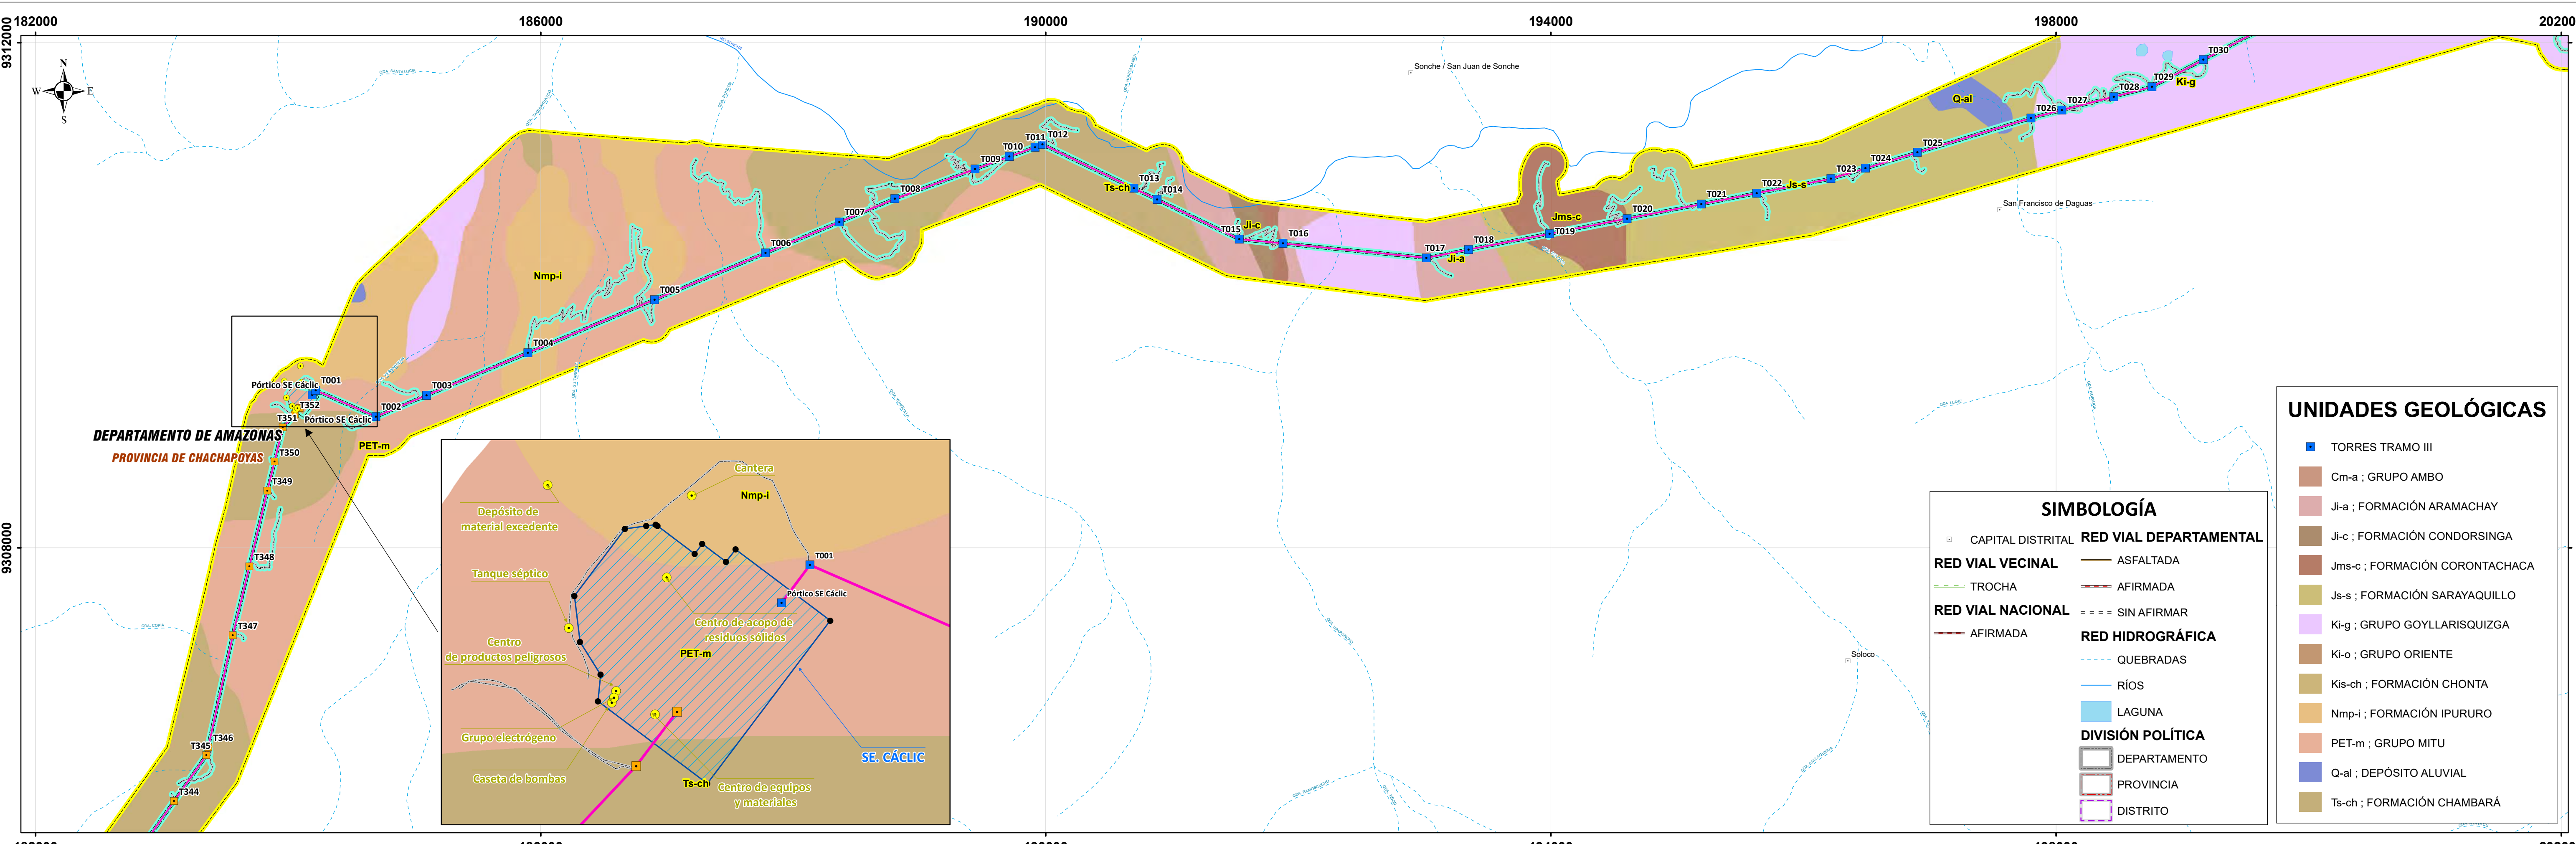 182000
186000
190000
194000
198000
9312000
N
W
E
S
Sonche / San Juan de Sonche
T030
T029
Ki-g
T028
T027
T026
Q-al
T025
T024
T023
T022
Js-s
T021
T020
San Francisco de Daguas
Jms-c
T019
T018
T017
Ji-a
T016
Ji-c
T015
T014
T013
Ts-ch
T012
T011
T010
T009
T008
T007
T006
T005
T004
Nmp-i
T003
T002
T001
Pórtico SE Cáclic
T352
Pórtico SE Cáclic
T351
PET-m
DEPARTAMENTO DE AMAZONAS
PROVINCIA DE CHACHAPOYAS
T350
T349
T348
T347
T346
T345
T344
9308000
Cantera
Nmp-i
Depósito de
material excedente
Tanque séptico
T001
Pórtico SE Cáclic
Centro de acopo de
residuos sólidos
Centro
de productos peligrosos
PET-m
Grupo electrógeno
Caseta de bombas
SE. CÁCLIC
Ts-ch
Centro de equipos
y materiales
Soloco
SIMBOLOGÍA
CAPITAL DISTRITAL
RED VIAL VECINAL
TROCHA
RED VIAL NACIONAL
AFIRMADA
RED VIAL DEPARTAMENTAL
ASFALTADA
AFIRMADA
SIN AFIRMAR
RED HIDROGRÁFICA
QUEBRADAS
RÍOS
LAGUNA
DIVISIÓN POLÍTICA
DEPARTAMENTO
PROVINCIA
DISTRITO
UNIDADES GEOLÓGICAS
TORRES TRAMO III
Cm-a ; GRUPO AMBO
Ji-a ; FORMACIÓN ARAMACHAY
Ji-c ; FORMACIÓN CONDORSINGA
Jms-c ; FORMACIÓN CORONTACHACA
Js-s ; FORMACIÓN SARAYAQUILLO
Ki-g ; GRUPO GOYLLARISQUIZGA
Ki-o ; GRUPO ORIENTE
Kis-ch ; FORMACIÓN CHONTA
Nmp-i ; FORMACIÓN IPURURO
PET-m ; GRUPO MITU
Q-al ; DEPÓSITO ALUVIAL
Ts-ch ; FORMACIÓN CHAMBARÁ